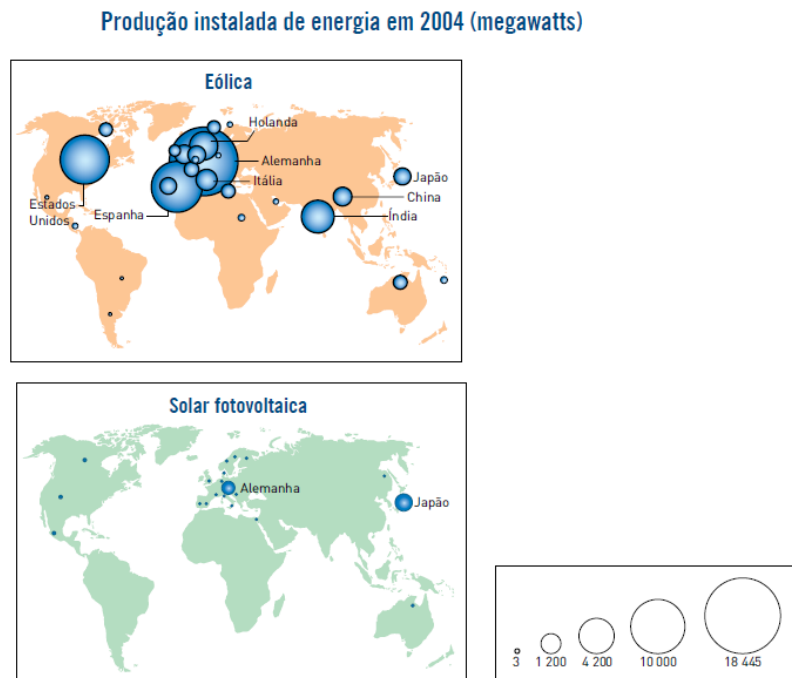 Produção instalada de energia em 2004 (megawatts)
Eólica
Holanda
Alemanha
Itália
Japão
China
Índia
Estados
Unidos
Espanha
Solar fotovoltaica
Alemanha
Japão
3 1 200 4 200 10 000 18 445